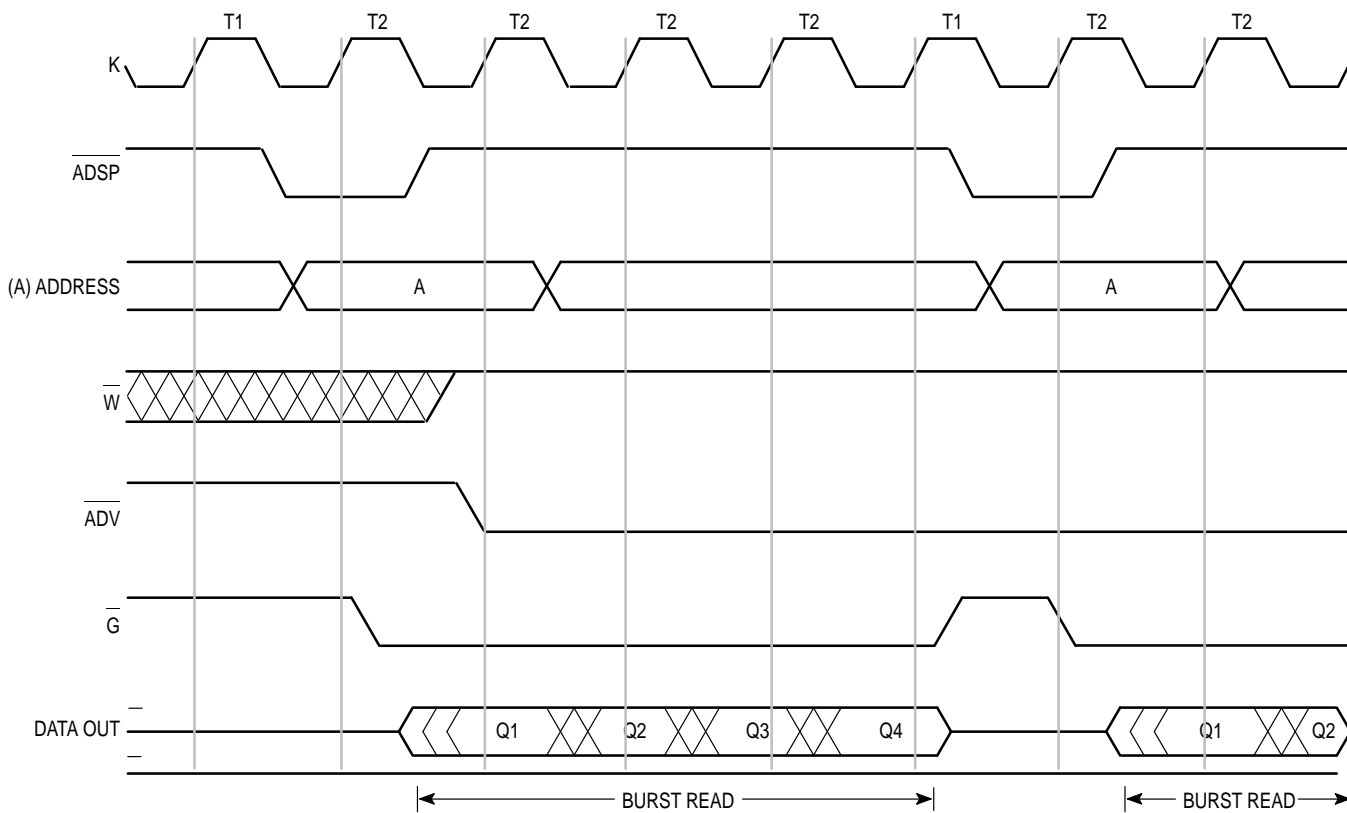 T1 T2 T2 T2 T2 T1 T2 T2
K
ADSP
(A) ADDRESS A A
W
ADV
G
DATA OUT Q1 Q2 Q3 Q4 Q1 Q2
BURST READ BURST READ